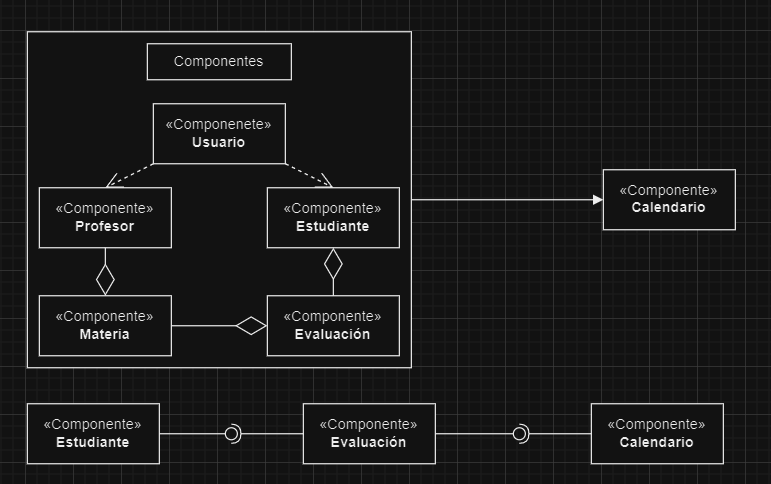 Componentes
«Componenete»
Usuario
«Componente»
Profesor
«Componente»
Estudiante
«Componente»
Calendario
«Componente»
Materia
«Componente»
Evaluación
«Componente»
Estudiante
«Componente»
Evaluación
«Componente»
Calendario